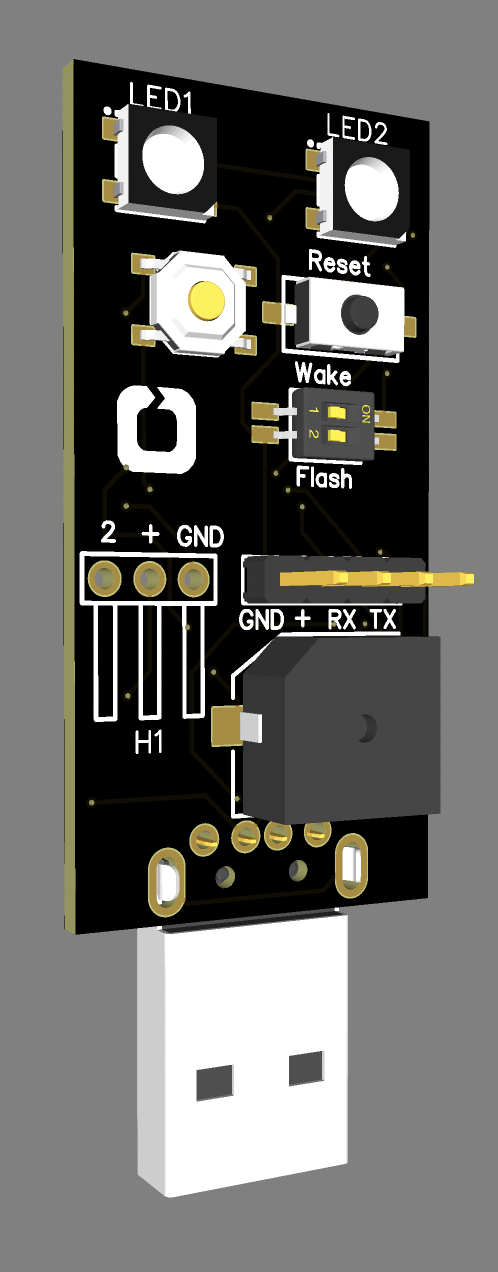 LED1
LED2
Reset
Wake
1 ON
2
Flash
2 + GND
GND + RX TX
H1